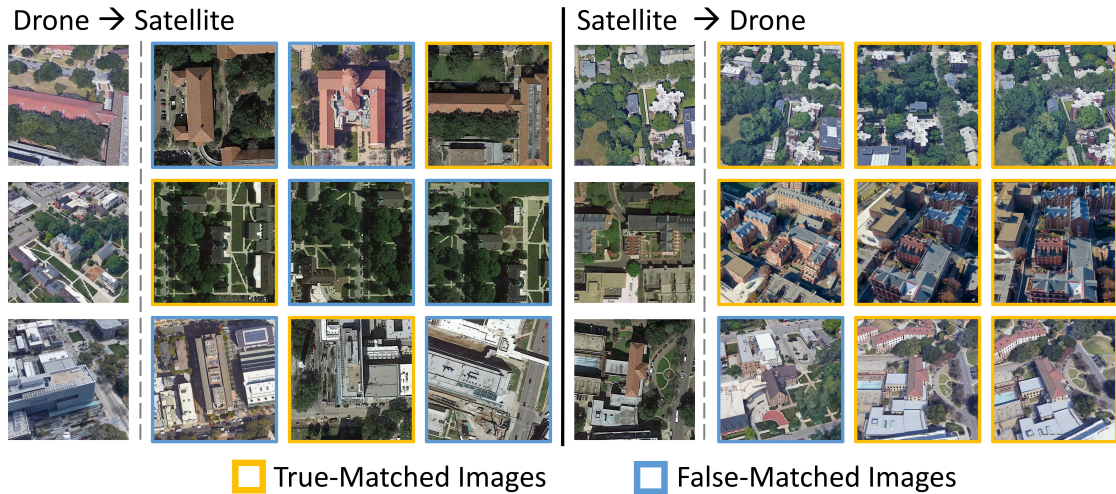 Drone → Satellite
Satellite → Drone
True-Matched Images
False-Matched Images